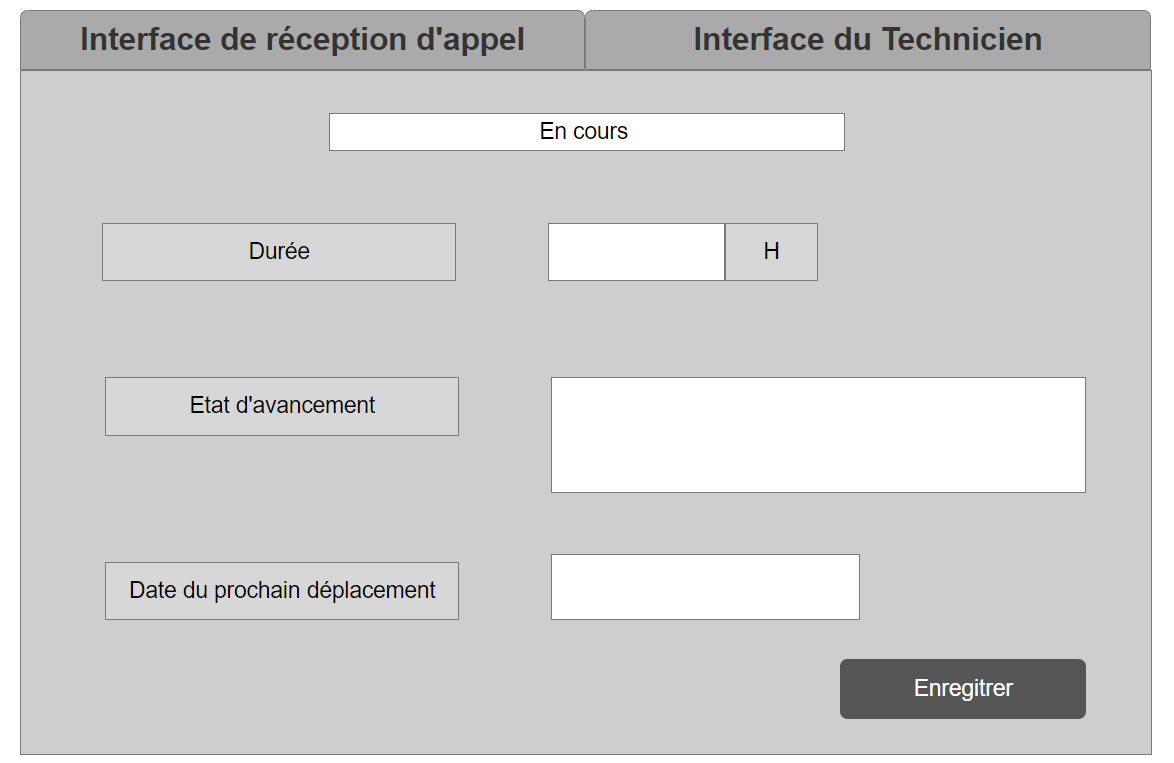 Interface de réception d'appel
Interface du Technicien
En cours
Durée
H
Etat d'avancement
Date du prochain déplacement
Enregitrer